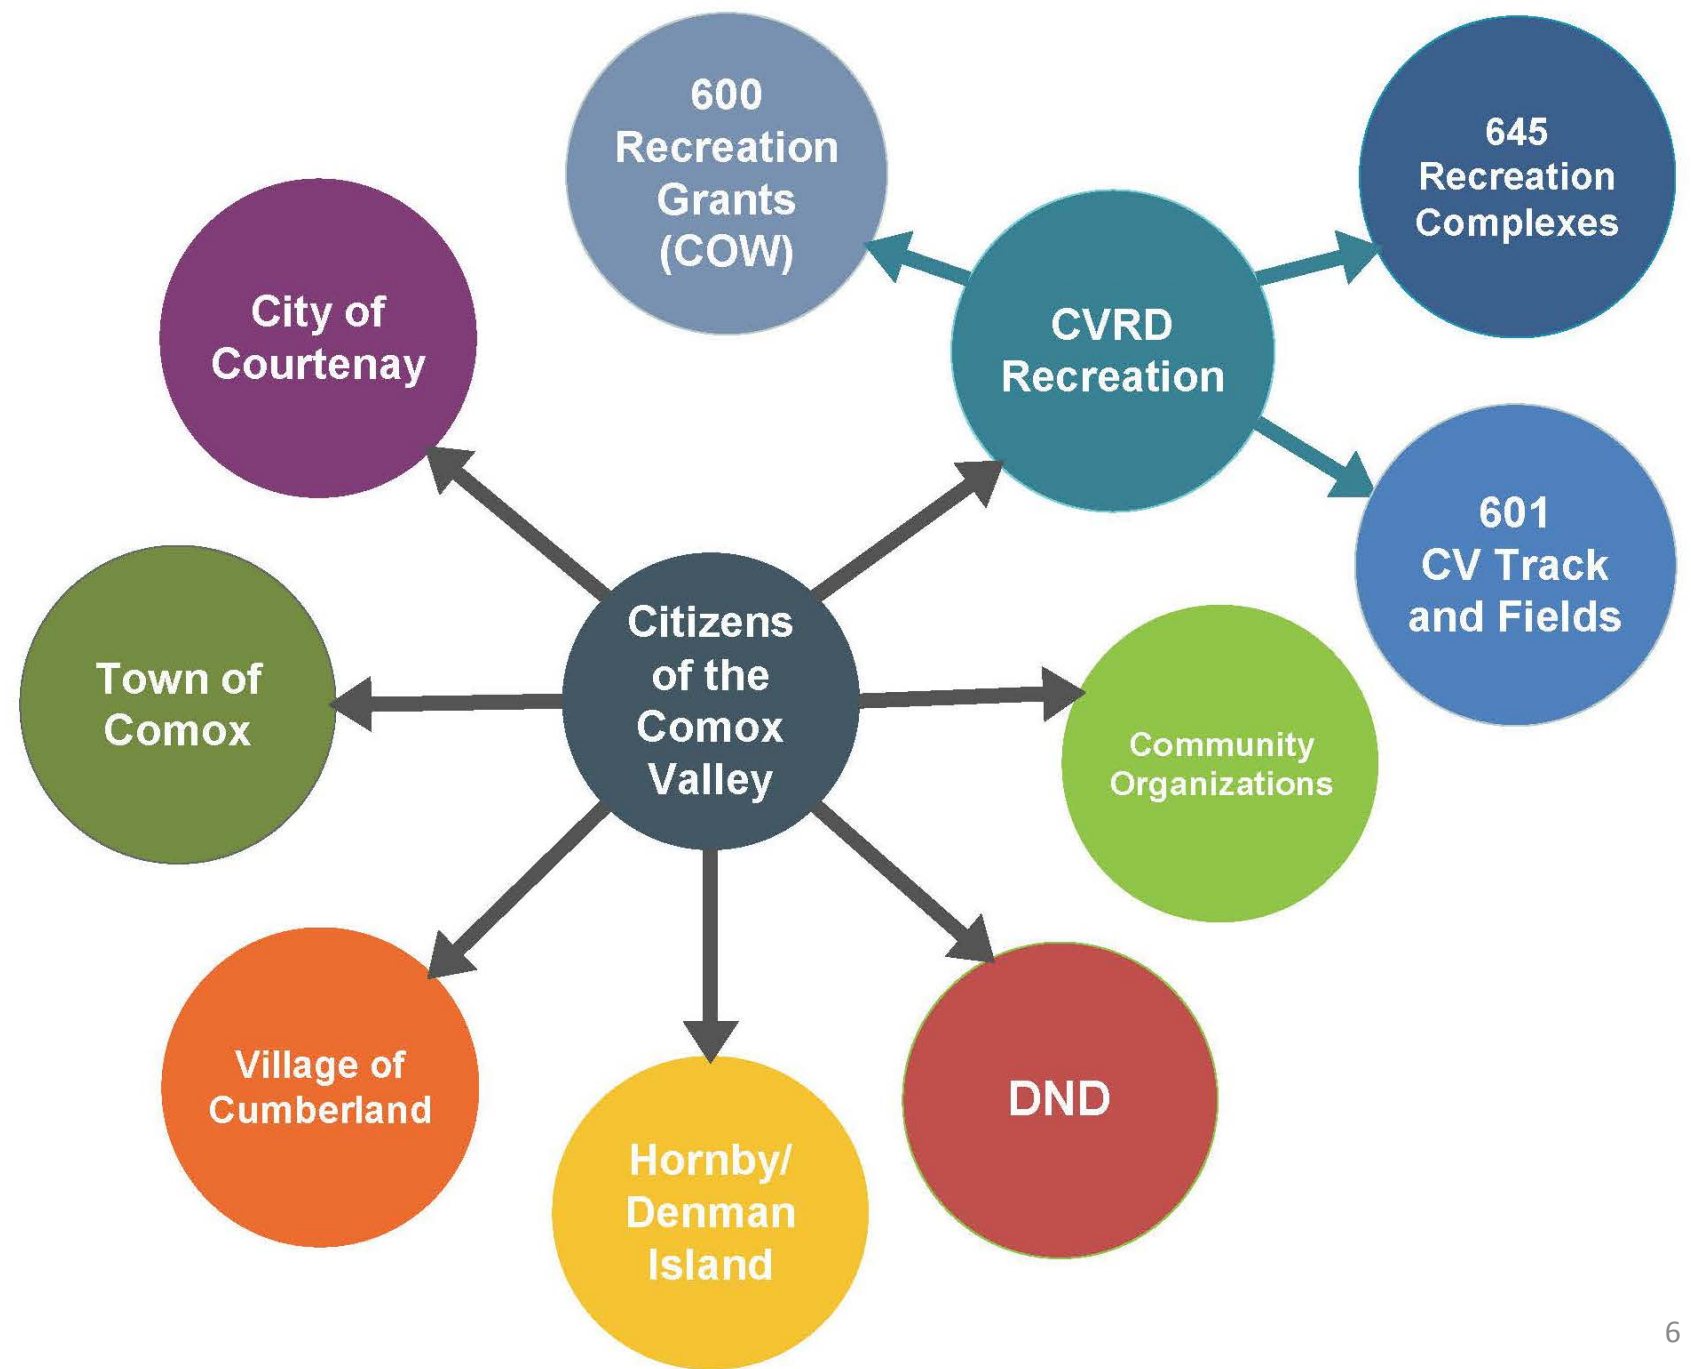 600
Recreation
Grants
(COW)
645
Recreation
Complexes
City of
Courtenay
CVRD
Recreation
601
CV Track
and Fields
Citizens
of the
Comox
Valley
Town of
Comox
Community
Organizations
Village of
Cumberland
DND
Hornby/
Denman
Island
6